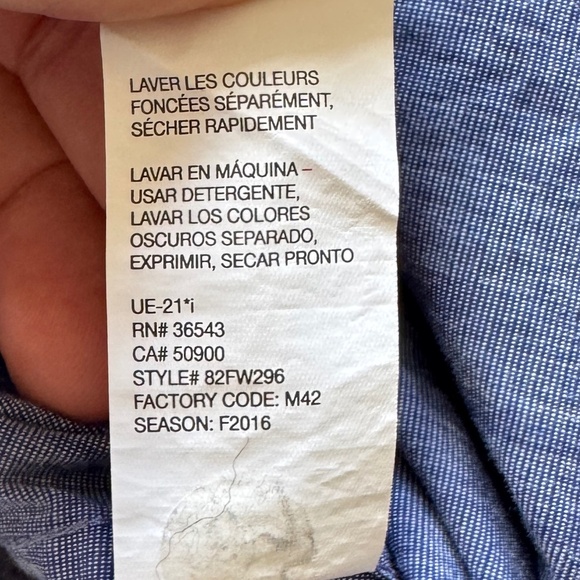 LAVER LES COULEURS
FONCÉES SÉPARÉMENT,
SÉCHER RAPIDEMENT
LAVAR EN MÁQUINA –
USAR DETERGENTE,
LAVAR LOS COLORES
OSCUROS SEPARADO,
EXPRIMIR, SECAR PRONTO
UE-21*i
RN# 36543
CA# 50900
STYLE# 82FW296
FACTORY CODE: M42
SEASON: F2016